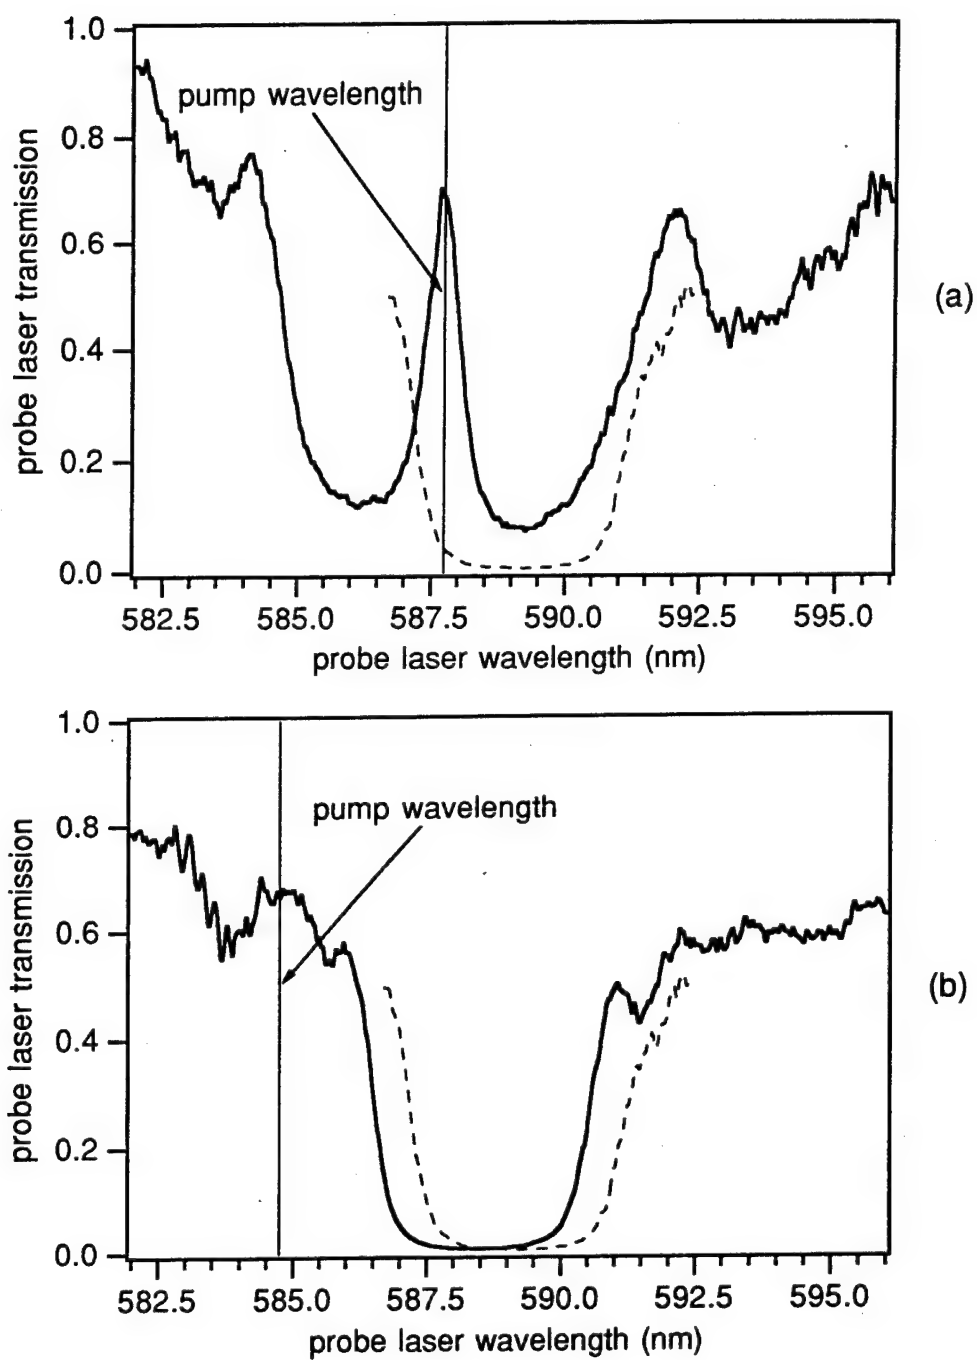 1.0
pump wavelength
0.8
0.6
0.4
0.2
0.0
probe laser transmission
(a)
582.5 585.0 587.5 590.0 592.5 595.0
probe laser wavelength (nm)
1.0
pump wavelength
0.8
0.6
0.4
0.2
0.0
probe laser transmission
(b)
582.5 585.0 587.5 590.0 592.5 595.0
probe laser wavelength (nm)